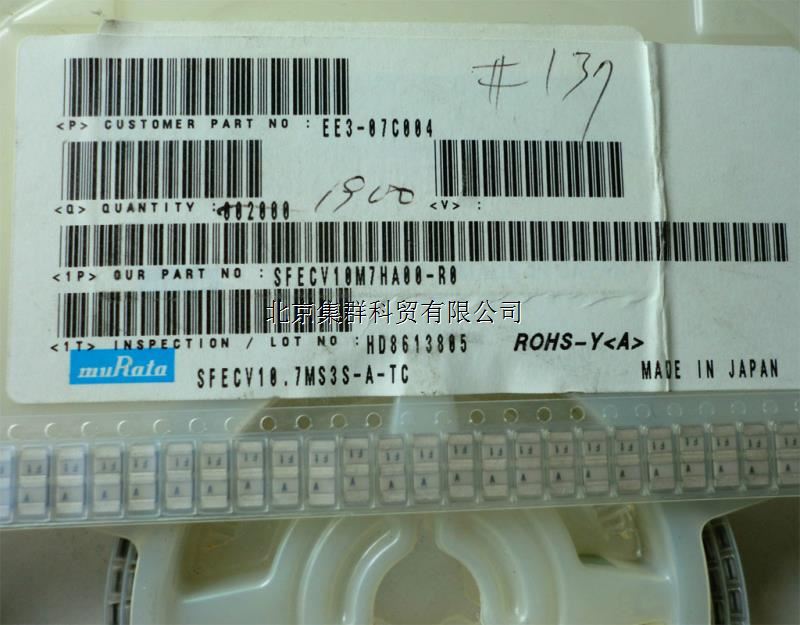 #137
<P> CUSTOMER PART NO : EE3-07C004
<Q> QUANTITY : 002000 1900 <V> :
<1P> OUR PART NO : SFECV10M7HA00-R0
北京集群科贸有限公司
<1T> INSPECTION / LOT NO : HD8613805 ROHS-Y<A>
muRata SFECV10.7MS3S-A-TC MADE IN JAPAN